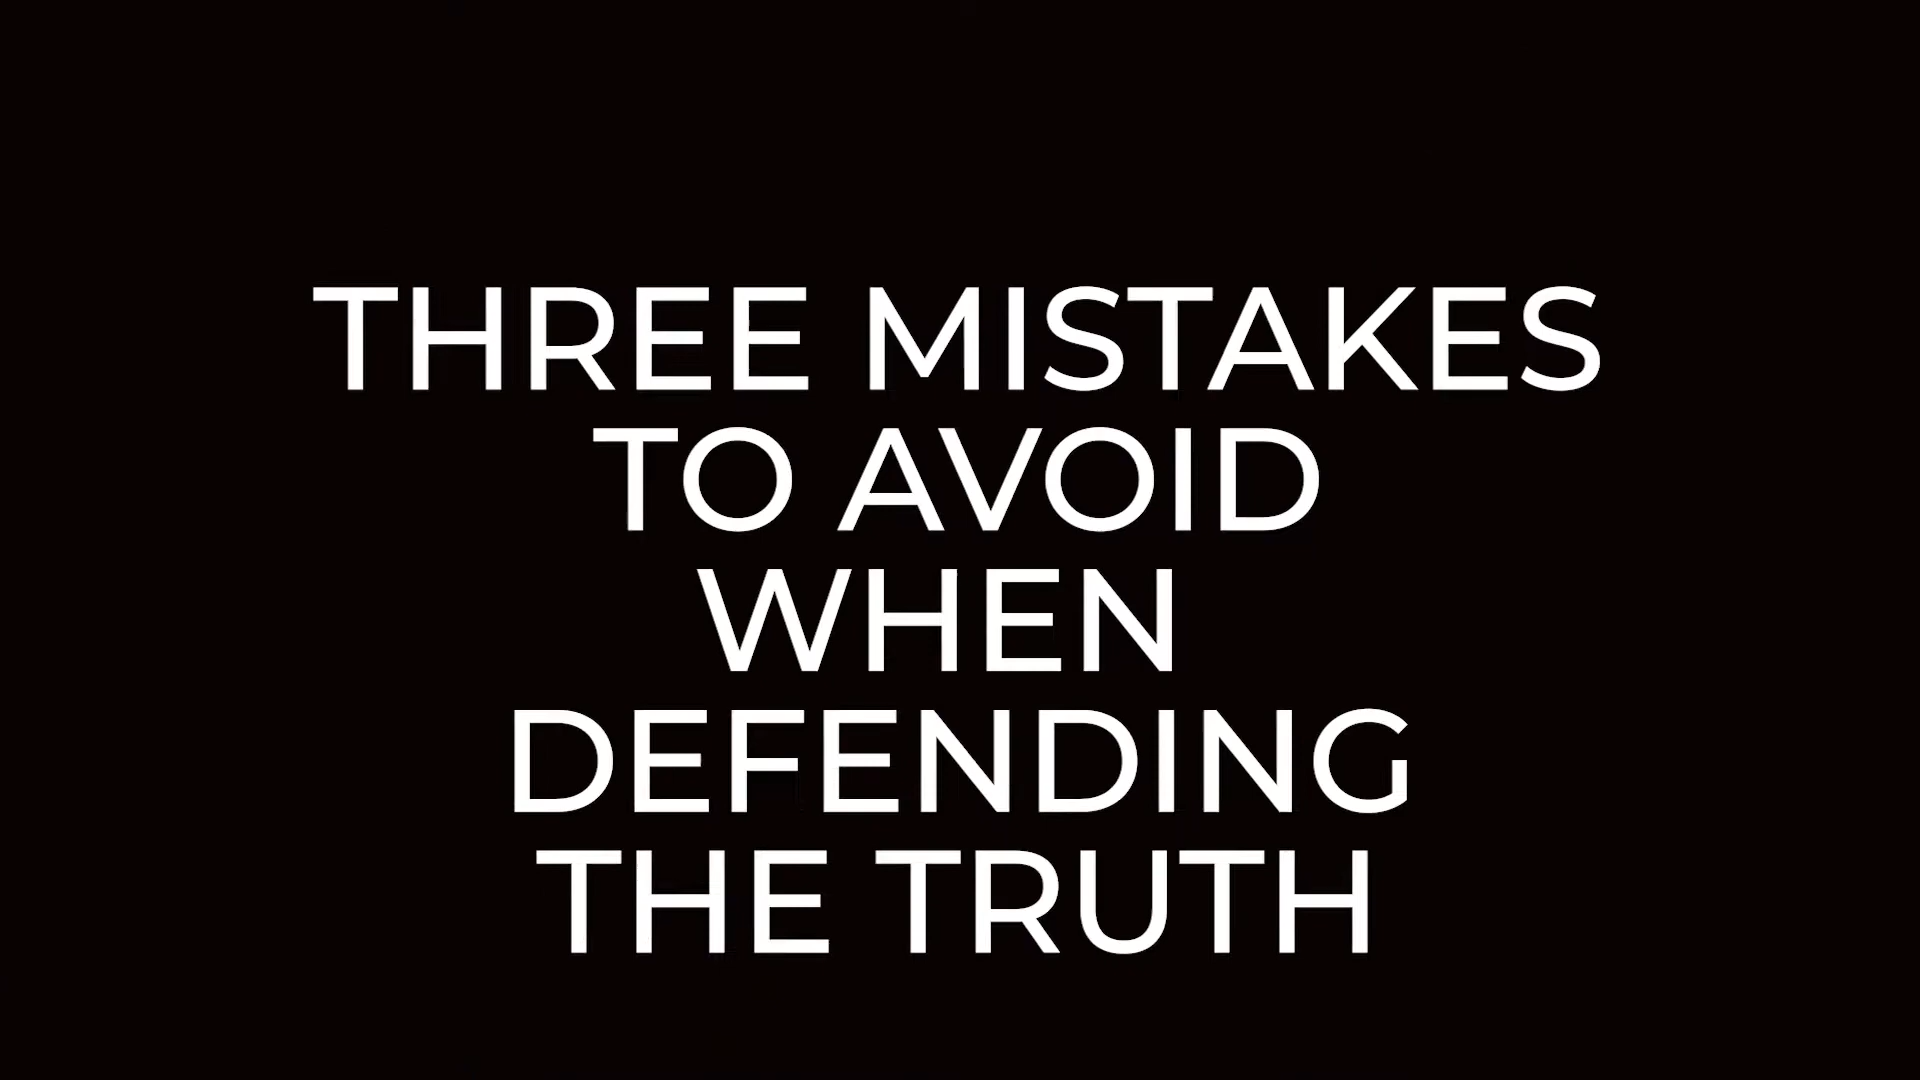 THREE MISTAKES
TO AVOID
WHEN
DEFENDING
THE TRUTH